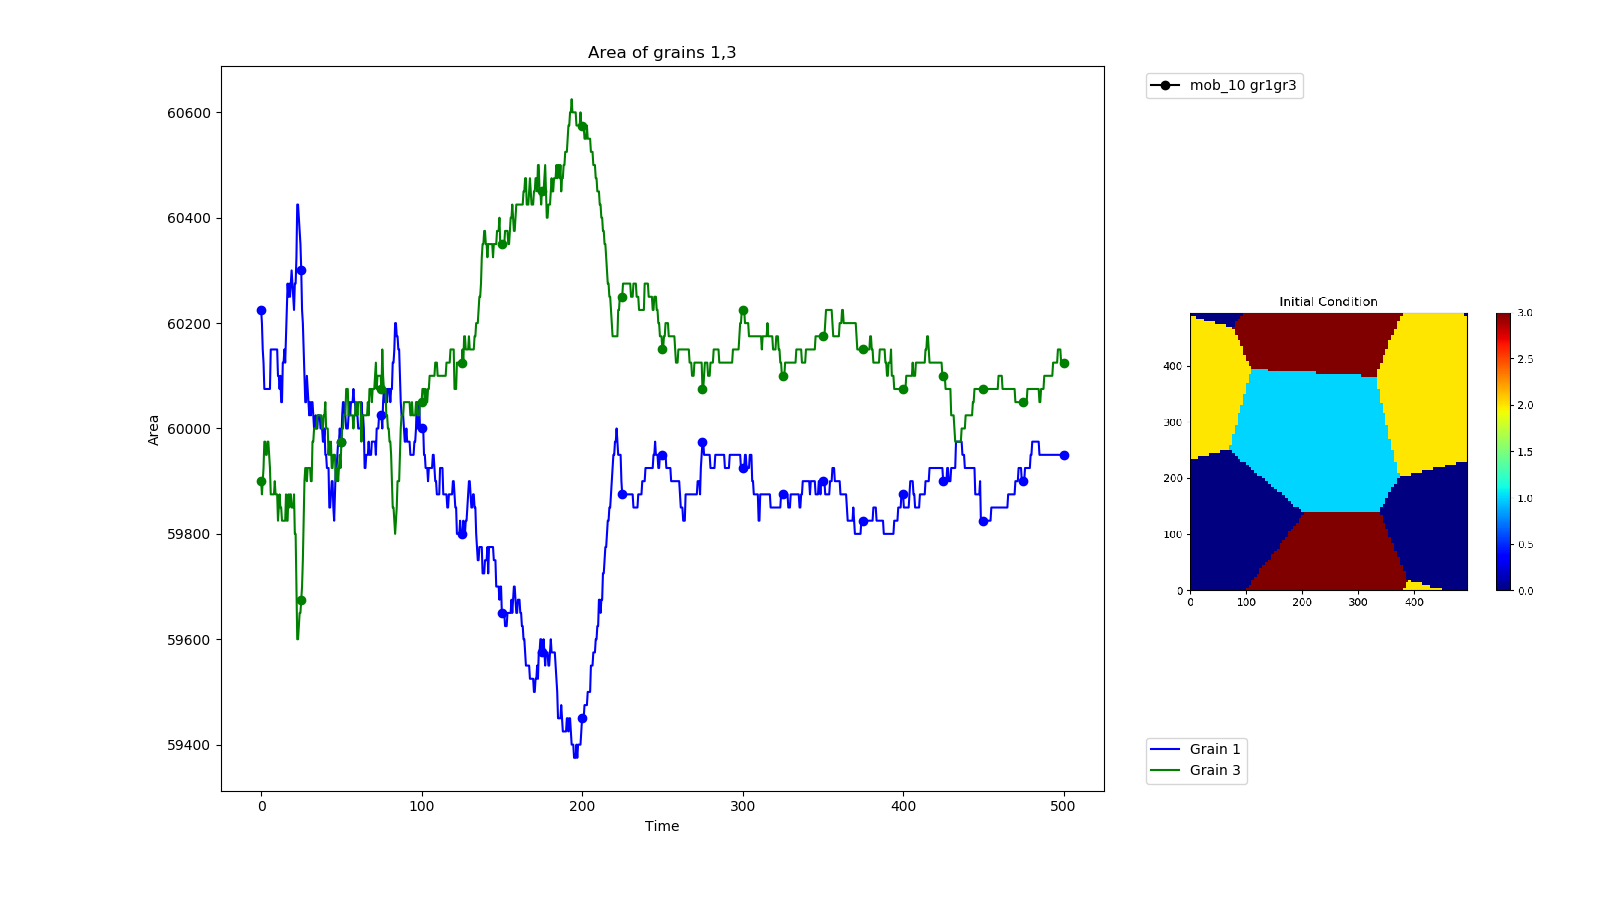 Area of grains 1,3
mob_10 gr1gr3
60600
60400
60200
60000
59800
59600
59400
Area
0 100 200 300 400 500
Time
Initial Condition
400
300
200
100
0
0 100 200 300 400
3.0
2.5
2.0
1.5
1.0
0.5
0.0
Grain 1
Grain 3